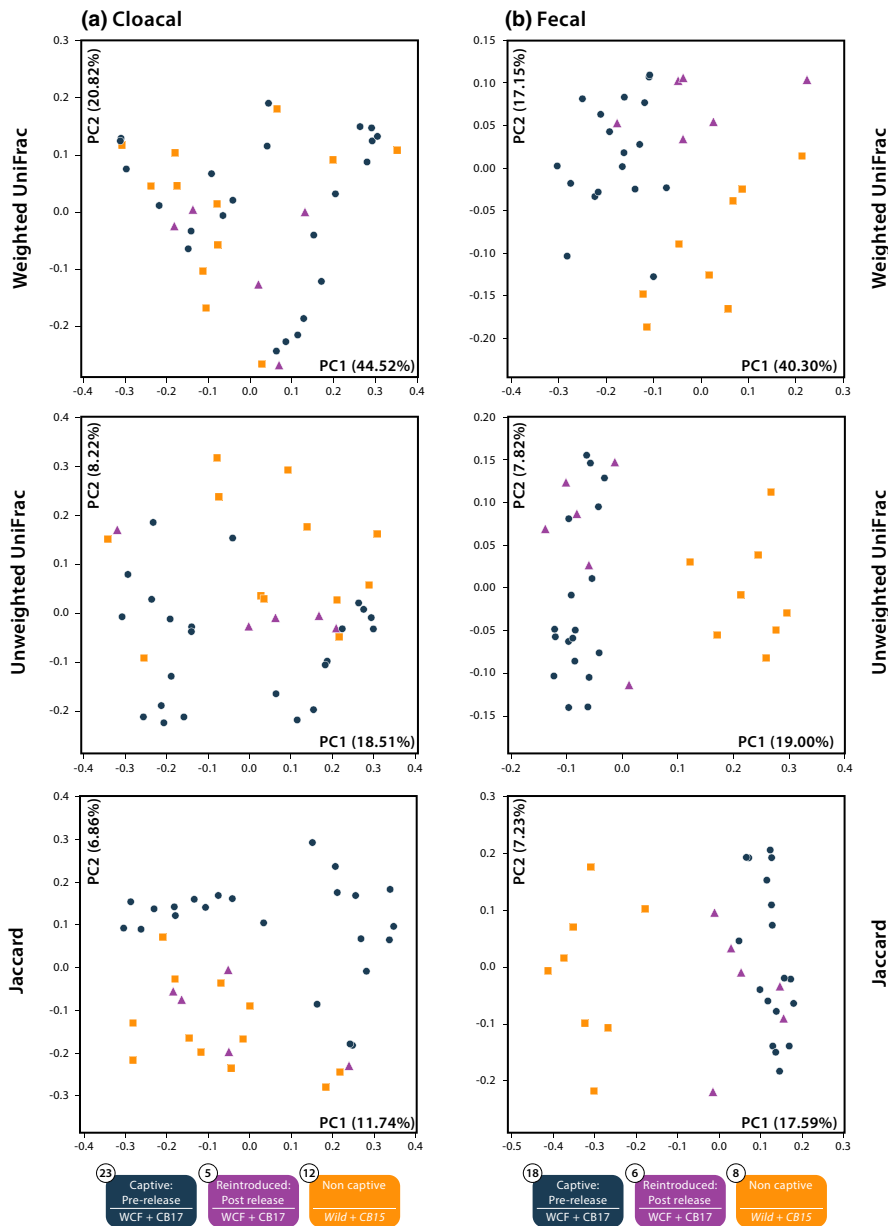 (a) Cloacal
(b) Fecal
Weighted UniFrac
PC2 (20.82%)
0.3
0.2
0.1
0.0
-0.1
-0.2
PC1 (44.52%)
-0.4 -0.3 -0.2 -0.1 0.0 0.1 0.2 0.3 0.4
PC2 (17.15%)
0.15
0.10
0.05
0.00
-0.05
-0.10
-0.15
-0.20
PC1 (40.30%)
-0.4 -0.3 -0.2 -0.1 0.0 0.1 0.2 0.3
Weighted UniFrac
Unweighted UniFrac
PC2 (8.22%)
0.4
0.3
0.2
0.1
0.0
-0.1
-0.2
PC1 (18.51%)
-0.4 -0.3 -0.2 -0.1 0.0 0.1 0.2 0.3 0.4
PC2 (7.82%)
0.20
0.15
0.10
0.05
0.00
-0.05
-0.10
-0.15
PC1 (19.00%)
-0.2 -0.1 0.0 0.1 0.2 0.3 0.4
Unweighted UniFrac
Jaccard
PC2 (6.86%)
0.4
0.3
0.2
0.1
0.0
-0.1
-0.2
-0.3
PC1 (11.74%)
-0.4 -0.3 -0.2 -0.1 0.0 0.1 0.2 0.3 0.4
PC2 (7.23%)
0.3
0.2
0.1
0.0
-0.1
-0.2
PC1 (17.59%)
-0.5 -0.4 -0.3 -0.2 -0.1 0.0 0.1 0.2 0.3
Jaccard
23
Captive:
Pre-release
WCF + CB17
5
Reintroduced:
Post release
WCF + CB17
12
Non captive
Wild + CB15
18
Captive:
Pre-release
WCF + CB17
6
Reintroduced:
Post release
WCF + CB17
8
Non captive
Wild + CB15